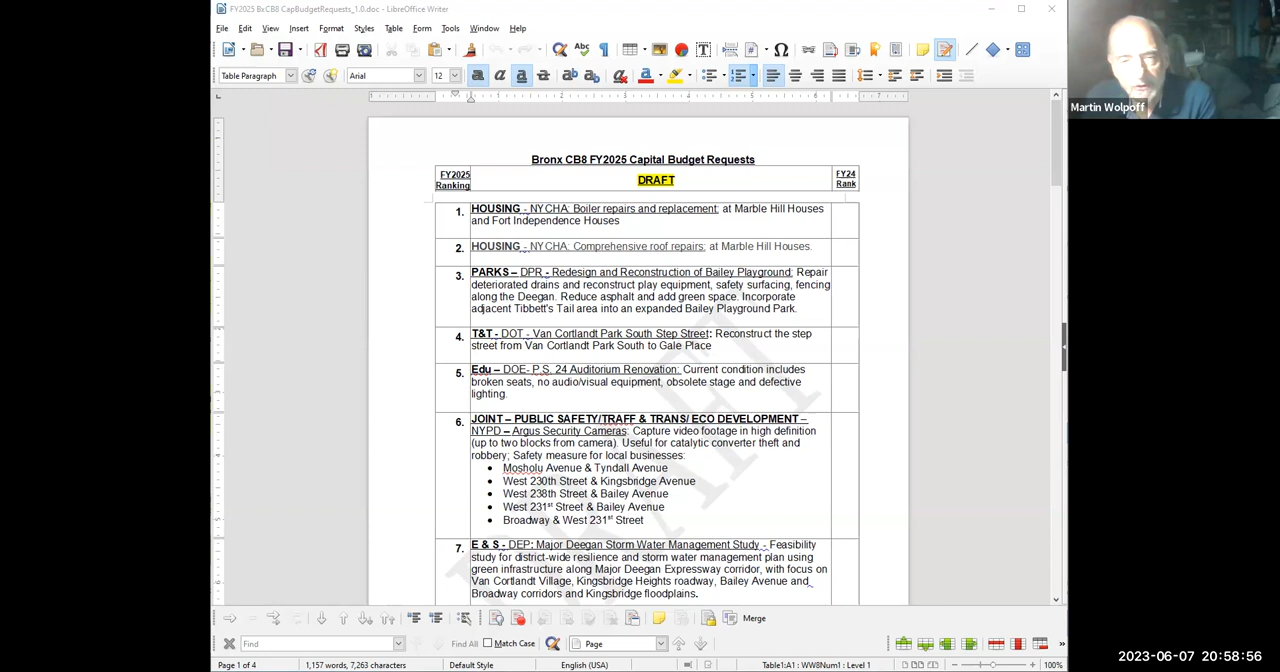 FY2025 BxCB8 CapBudgetRequests_1.0.doc - LibreOffice Writer
File Edit View Insert Format Styles Table Form Tools Window Help
Table Paragraph Arial 12
1 2 3 4 5 6 7
Bronx CB8 FY2025 Capital Budget Requests
FY2025 Ranking
DRAFT
FY24 Rank
1. HOUSING - NYCHA: Boiler repairs and replacement: at Marble Hill Houses
and Fort Independence Houses
2. HOUSING - NYCHA: Comprehensive roof repairs: at Marble Hill Houses.
3. PARKS – DPR - Redesign and Reconstruction of Bailey Playground: Repair
deteriorated drains and reconstruct play equipment, safety surfacing, fencing
along the Deegan. Reduce asphalt and add green space. Incorporate
adjacent Tibbett's Tail area into an expanded Bailey Playground Park.
4. T&T - DOT - Van Cortlandt Park South Step Street: Reconstruct the step
street from Van Cortlandt Park South to Gale Place
5. Edu – DOE- P.S. 24 Auditorium Renovation: Current condition includes
broken seats, no audio/visual equipment, obsolete stage and defective
lighting.
6. JOINT – PUBLIC SAFETY/TRAFF & TRANS/ ECO DEVELOPMENT –
NYPD – Argus Security Cameras: Capture video footage in high definition
(up to two blocks from camera). Useful for catalytic converter theft and
robbery; Safety measure for local businesses:
• Mosholu Avenue & Tyndall Avenue
• West 230th Street & Kingsbridge Avenue
• West 238th Street & Bailey Avenue
• West 231st Street & Bailey Avenue
• Broadway & West 231st Street
7. E & S - DEP: Major Deegan Storm Water Management Study - Feasibility
study for district-wide resilience and storm water management plan using
green infrastructure along Major Deegan Expressway corridor, with focus on
Van Cortlandt Village, Kingsbridge Heights roadway, Bailey Avenue and
Broadway corridors and Kingsbridge floodplains.
DRAFT
Merge
Find Find All Match Case Page
Page 1 of 4 1,157 words, 7,263 characters Default Style English (USA) Table1:A1 : WW8Num1 : Level 1 100%
Martin Wolpoff
2023-06-07 20:58:56